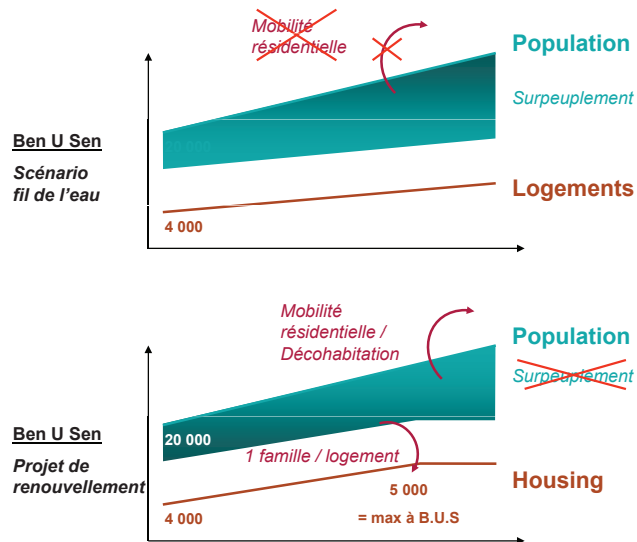 Mobilité
résidentielle
Population
Surpeuplement
20 000
Ben U Sen
Scénario
fil de l'eau
Logements
4 000
Mobilité
résidentielle /
Décohabitation
Population
Surpeuplement
20 000
Ben U Sen
1 famille / logement
Projet de
renouvellement
Housing
5 000
4 000
= max à B.U.S